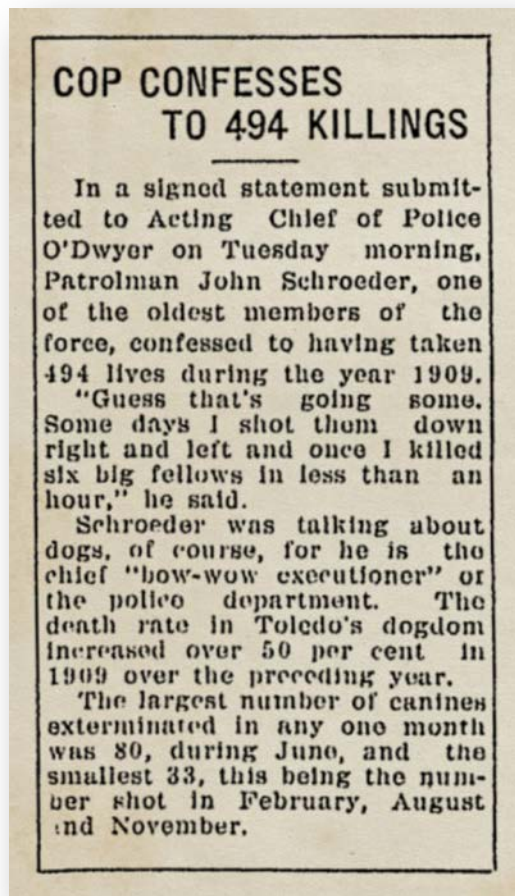 COP CONFESSES
TO 494 KILLINGS
In a signed statement submit-
ted to Acting Chief of Police
O'Dwyer on Tuesday morning,
Patrolman John Schroeder, one
of the oldest members of the
force, confessed to having taken
494 lives during the year 1909.
"Guess that's going some.
Some days I shot them down
right and left and once I killed
six big fellows in less than an
hour," he said.
Schroeder was talking about
dogs, of course, for he is the
chief "bow-wow executioner" of
the police department. The
death rate in Toledo's dogdom
increased over 50 per cent in
1909 over the preceding year.
The largest number of canines
exterminated in any one month
was 80, during June, and the
smallest 33, this being the num-
ber shot in February, August
and November.